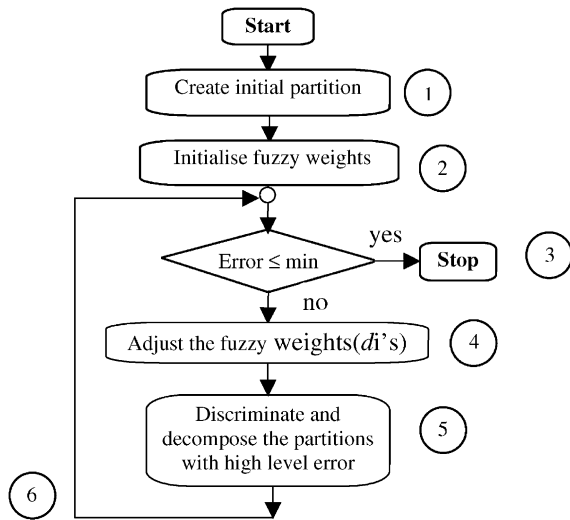 Start
Create initial partition
1
Initialise fuzzy weights
2
yes
Error ≤ min
Stop
3
no
Adjust the fuzzy weights(di's)
4
Discriminate and
decompose the partitions
with high level error
5
6